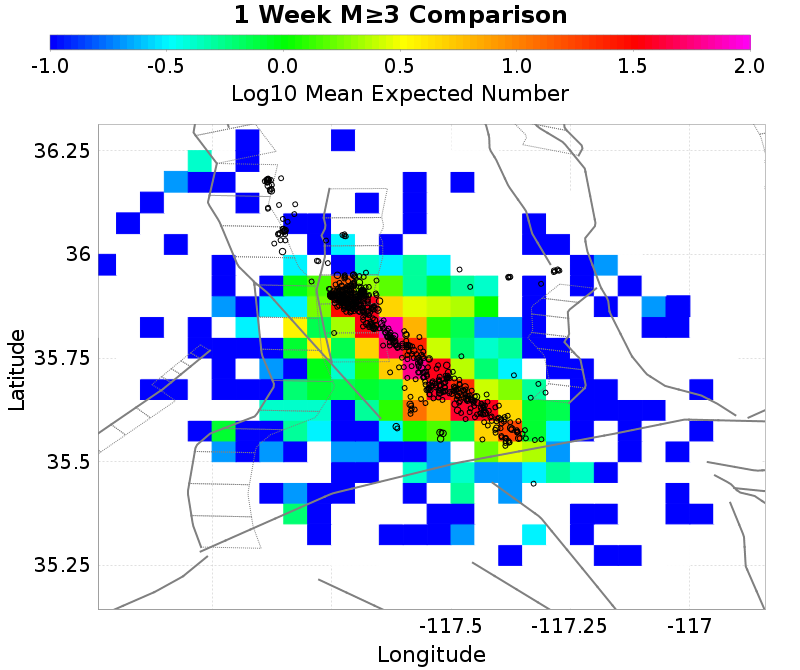 1 Week M≥3 Comparison
-1.0 -0.5 0.0 0.5 1.0 1.5 2.0
Log10 Mean Expected Number
36.25
36
35.75
35.5
35.25
Latitude
-117.5 -117.25 -117
Longitude